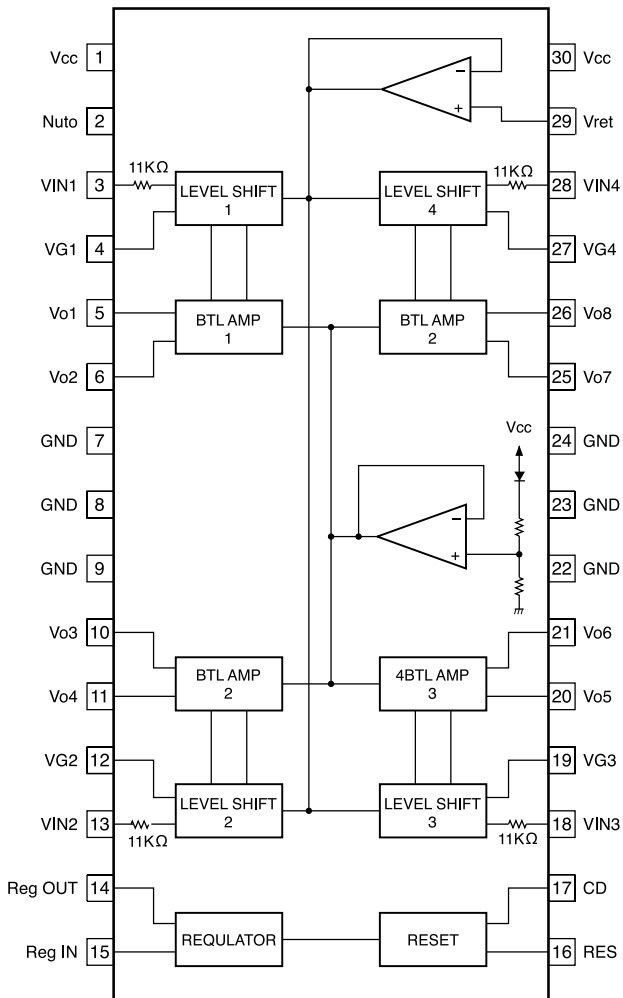 Vcc 1
30 Vcc
Nuto 2
29 Vret
VIN1 3
11KΩ
LEVEL SHIFT
1
LEVEL SHIFT
4
11KΩ
28 VIN4
VG1 4
27 VG4
Vo1 5
BTL AMP
1
BTL AMP
2
26 Vo8
Vo2 6
25 Vo7
Vcc
GND 7
24 GND
GND 8
23 GND
GND 9
22 GND
−
+
−
+
Vo3 10
21 Vo6
BTL AMP
2
4BTL AMP
3
Vo4 11
20 Vo5
VG2 12
19 VG3
LEVEL SHIFT
2
LEVEL SHIFT
3
VIN2 13
11KΩ
11KΩ
18 VIN3
Reg OUT 14
17 CD
REQULATOR
RESET
Reg IN 15
16 RES